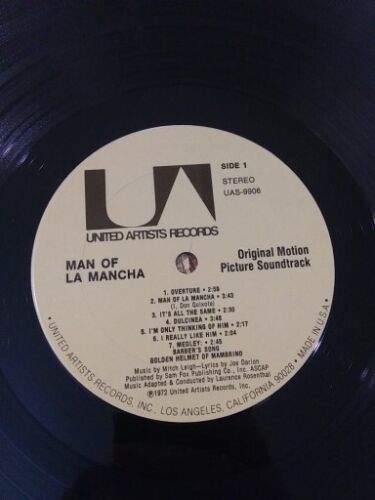 UA
UNITED ARTISTS RECORDS
SIDE 1
STEREO
UAS-9906
MAN OF
LA MANCHA
Original Motion
Picture Soundtrack
1. OVERTURE • 2:59
2. MAN OF LA MANCHA • 3:43
(I, Don Quixote)
3. IT'S ALL THE SAME • 2:30
4. DULCINEA • 3:46
5. I'M ONLY THINKING OF HIM • 2:17
6. I REALLY LIKE HIM • 2:04
7. MEDLEY: • 2:45
BARBER'S SONG
GOLDEN HELMET OF MAMBRINO
Music by Mitch Leigh–Lyrics by Joe Darion
Published by Sam Fox Publishing Co., Inc. ASCAP
Music Adapted & Conducted by Laurence Rosenthal
℗1972 United Artists Records, Inc.
• UNITED ARTISTS RECORDS, INC., LOS ANGELES, CALIFORNIA 90028 • MADE IN U.S.A. •